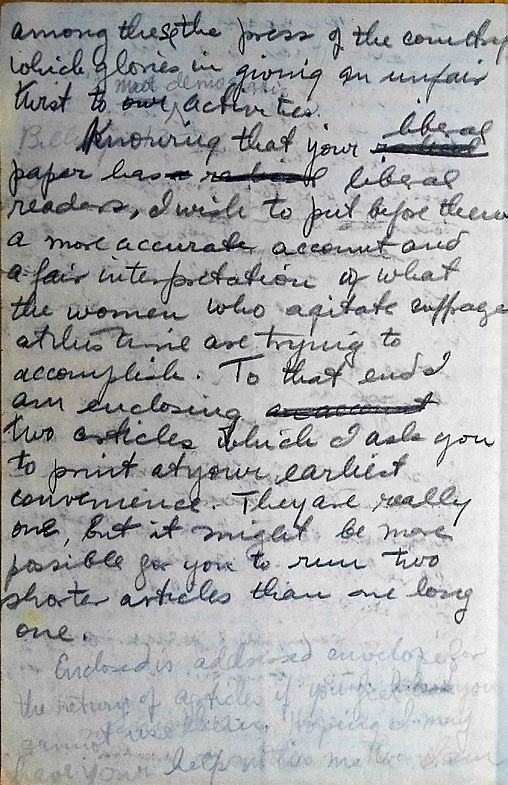 among these the press of the country
which glories in giving an unfair
most democratic
twist to our activities.
Knowing that your radical liberal
paper has radical liberal
readers, I wish to put before them
a more accurate account and
a fair interpretation of what
the women who agitate suffrage
at this time are trying to
accomplish. To that end I
am enclosing an account
two articles which I ask you
to print at your earliest
convenience. They are really
one, but it might be more
possible for you to run two
shorter articles than one long
one.
Enclosed is addressed envelope for
the return of articles if you feel you
cannot use them. Hoping I may
have your help in this matter I am